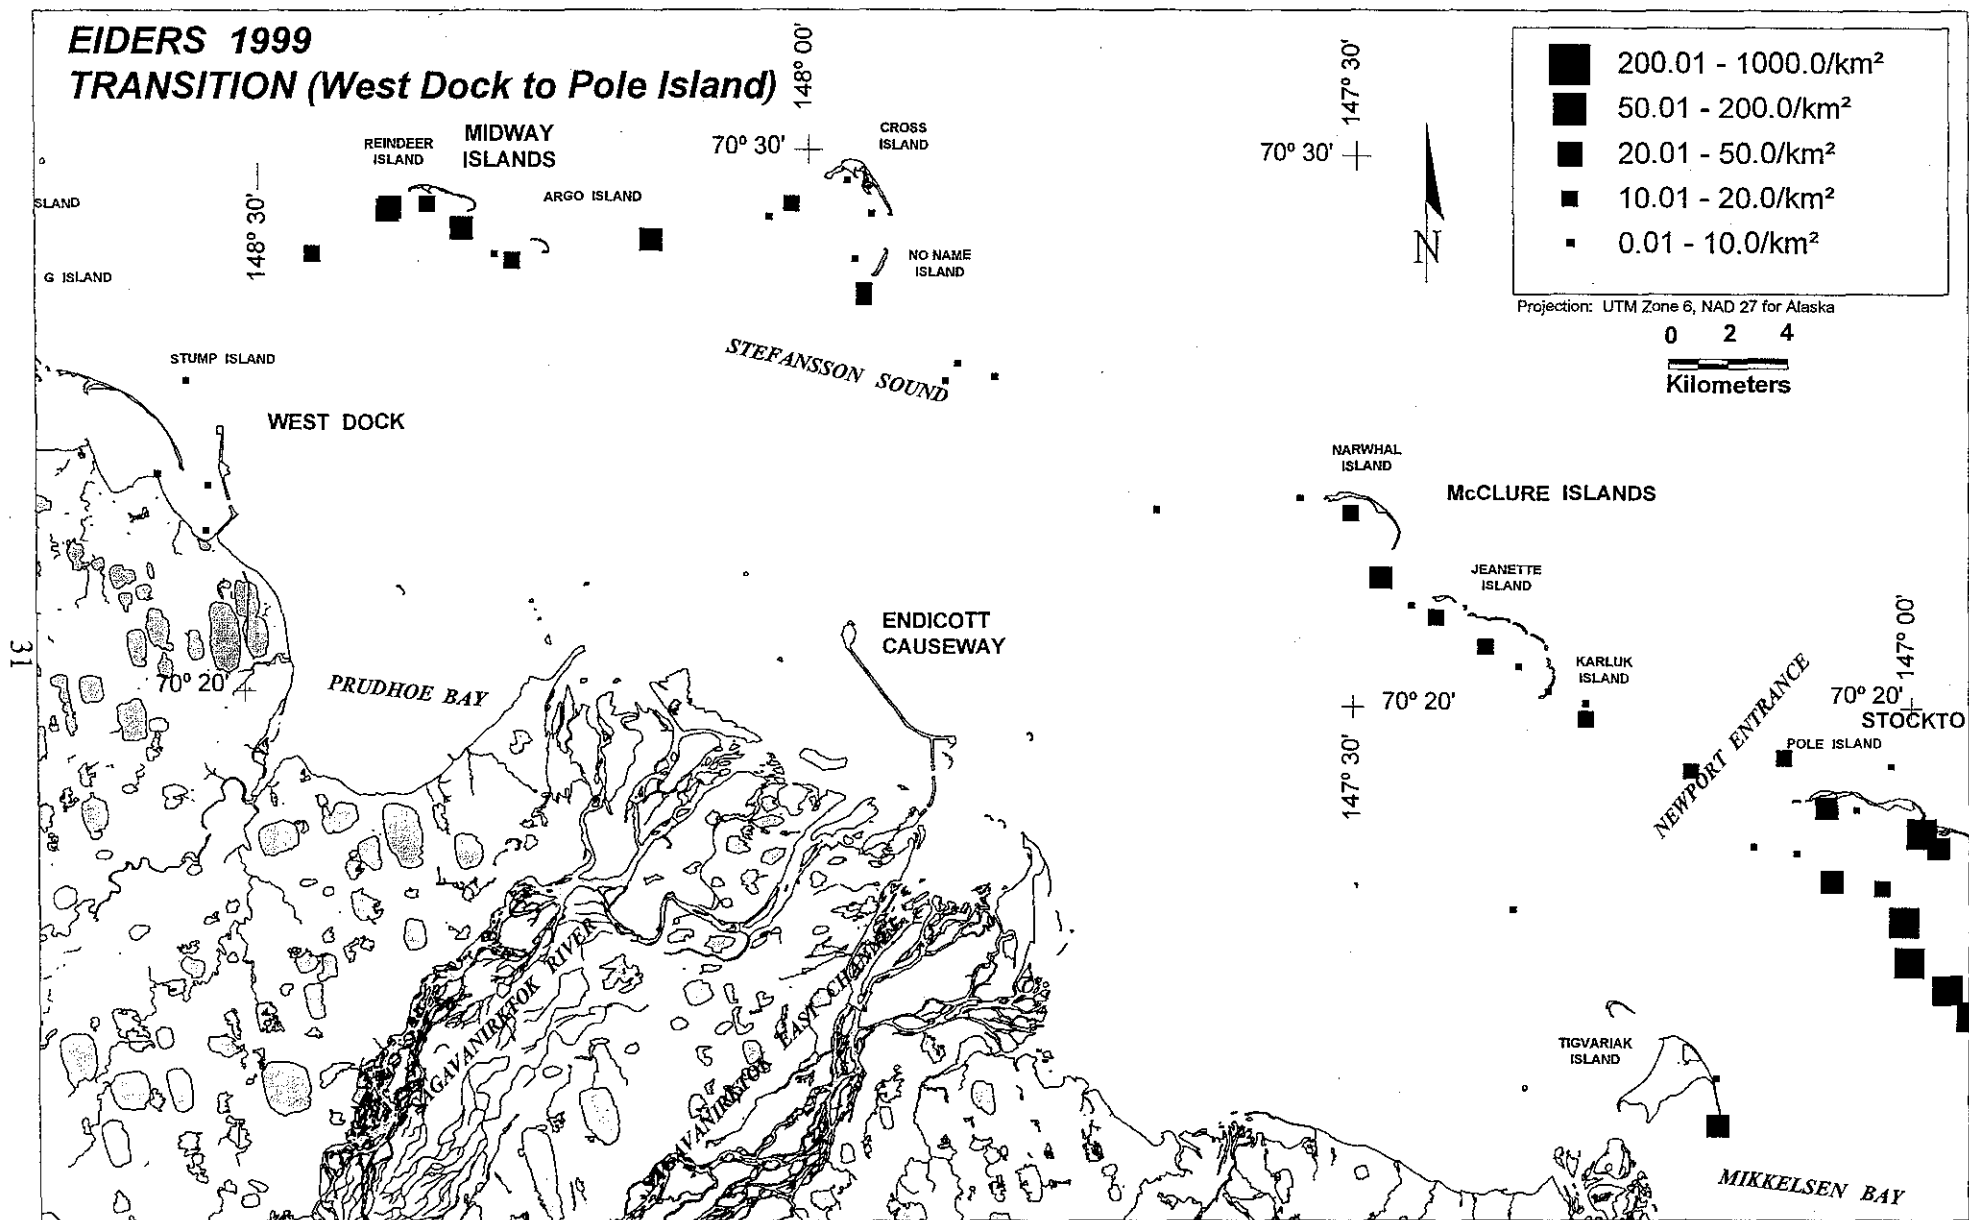 EIDERS 1999
TRANSITION (West Dock to Pole Island)
148° 00'
147° 30'
200.01 - 1000.0/km²
50.01 - 200.0/km²
20.01 - 50.0/km²
10.01 - 20.0/km²
0.01 - 10.0/km²
Projection: UTM Zone 6, NAD 27 for Alaska
0 2 4
Kilometers
N
REINDEER
ISLAND
MIDWAY
ISLANDS
70° 30'
CROSS
ISLAND
70° 30'
SLAND
148° 30'
ARGO ISLAND
G ISLAND
NO NAME
ISLAND
STUMP ISLAND
STEFANSSON SOUND
WEST DOCK
NARWHAL
ISLAND
McCLURE ISLANDS
JEANETTE
ISLAND
ENDICOTT
CAUSEWAY
147° 00'
31
70° 20'
PRUDHOE BAY
KARLUK
ISLAND
70° 20'
70° 20'
STOCKTO
147° 30'
NEWPORT ENTRANCE
POLE ISLAND
SAGAVANIRKTOK RIVER
SAGAVANIRKTOK EAST CHANNEL
TIGVARIAK
ISLAND
MIKKELSEN BAY